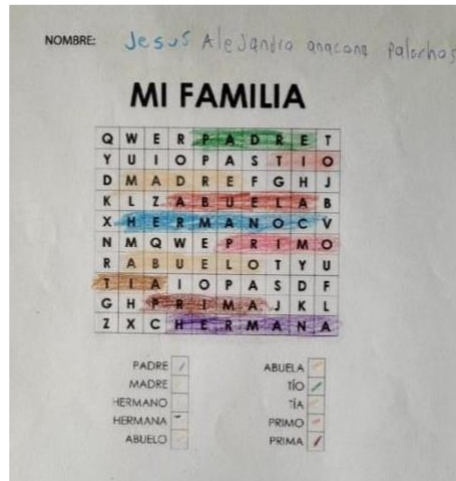 NOMBRE: Jesus Alejandro anacona Palechos
MI FAMILIA
Q W E R P A D R E T
Y U I O P A S T I O
D M A D R E F G H J
K L Z A B U E L A B
X H E R M A N O C V
N M Q W E P R I M O
R A B U E L O T Y U
T I A I O P A S D F
G H P R I M A J K L
Z X C H E R M A N A
PADRE ABUELA
MADRE TÍO
HERMANO TÍA
HERMANA PRIMO
ABUELO PRIMA